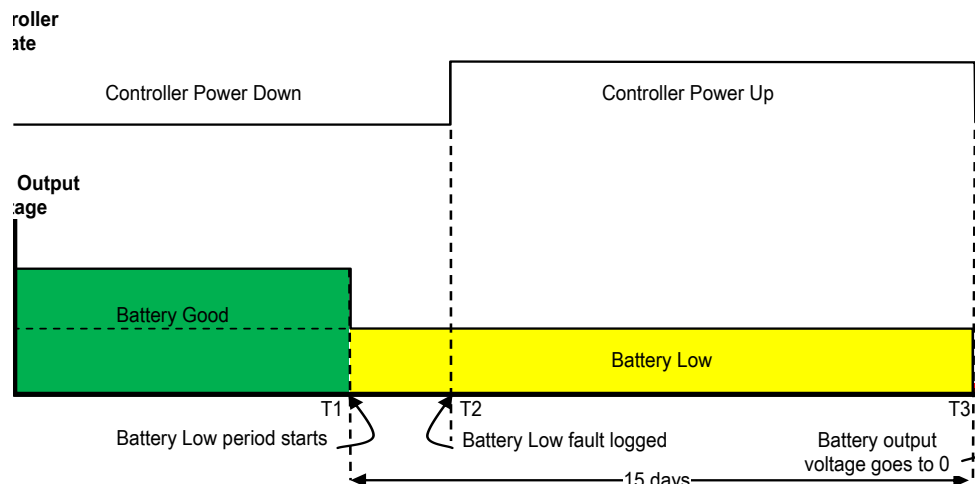 roller
ate
Controller Power Down
Controller Power Up
Output
tage
Battery Good
Battery Low
T1
T2
T3
Battery Low period starts
Battery Low fault logged
Battery output
voltage goes to 0
15 days